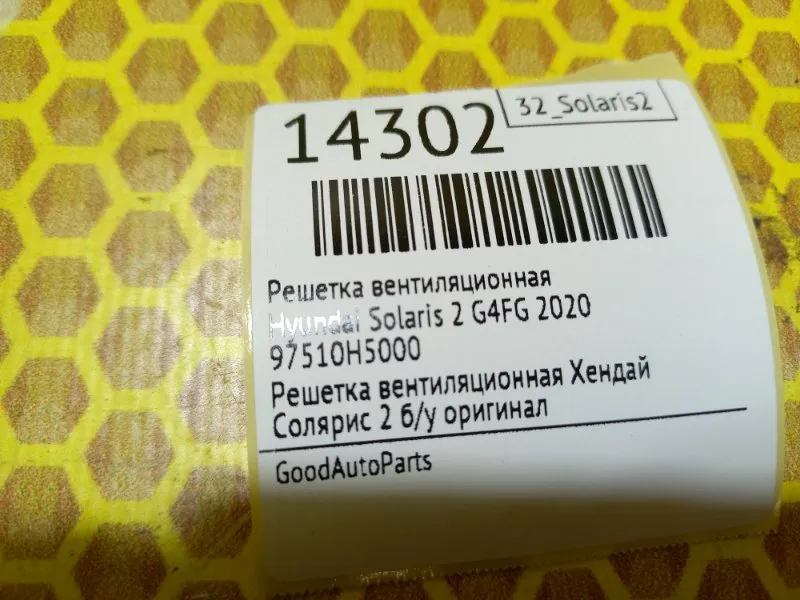 14302
32_Solaris2
Решетка вентиляционная
Hyundai Solaris 2 G4FG 2020
97510H5000
Решетка вентиляционная Хендай
Солярис 2 б/у оригинал
GoodAutoParts